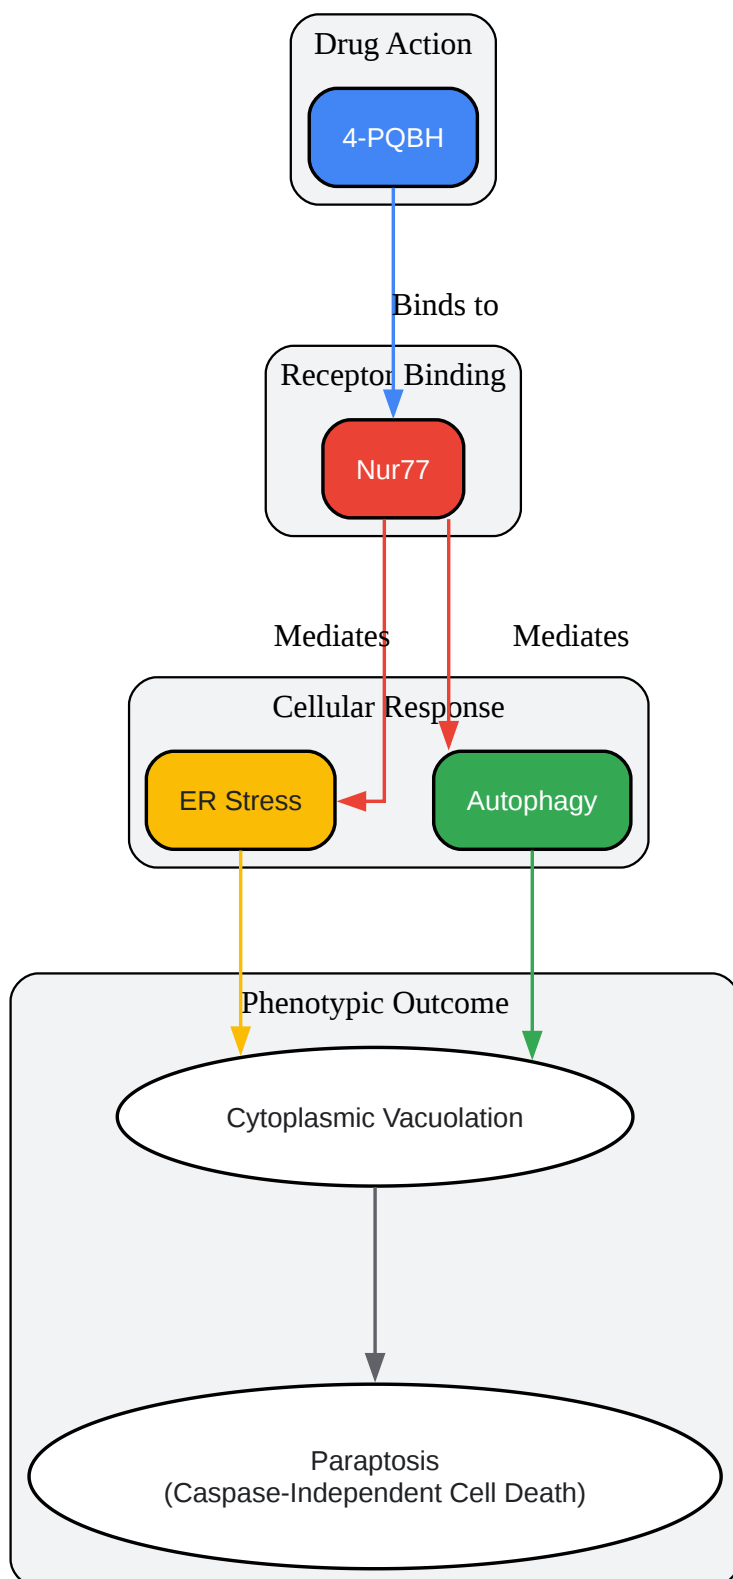 Drug Action
4-PQBH
Binds to
Receptor Binding
Nur77
Mediates
Mediates
Cellular Response
ER Stress
Autophagy
Phenotypic Outcome
Cytoplasmic Vacuolation
Paraptosis
(Caspase-Independent Cell Death)